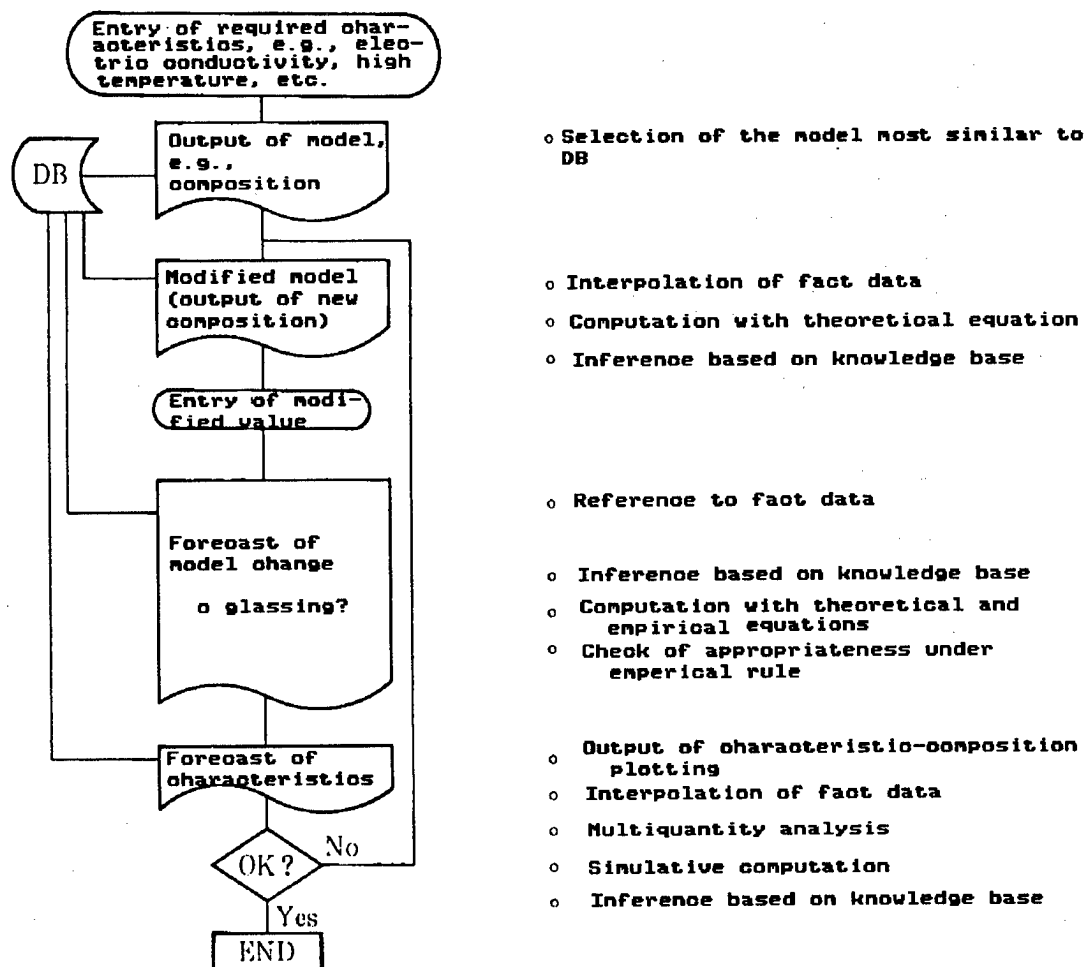 Entry of required char-
acteristics, e.g., elec-
tric conductivity, high
temperature, etc.
Output of model,
e.g.,
composition
DB
o Selection of the model most similar to
DB
Modified model
(output of new
composition)
o Interpolation of fact data
o Computation with theoretical equation
o Inference based on knowledge base
Entry of modi-
fied value
Forecast of
model change
o glassing?
o Reference to fact data
o Inference based on knowledge base
o Computation with theoretical and
empirical equations
o Check of appropriateness under
emperical rule
Forecast of
characteristics
o Output of characteristic-composition
plotting
o Interpolation of fact data
o Multiquantity analysis
o Simulative computation
o Inference based on knowledge base
OK?
No
Yes
END